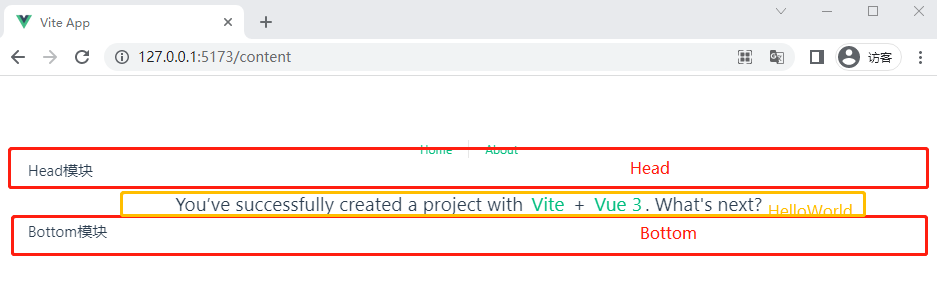 Vite App
127.0.0.1:5173/content
访客
Home About
Head模块
Head
You've successfully created a project with Vite + Vue 3. What's next?
HelloWorld
Bottom模块
Bottom